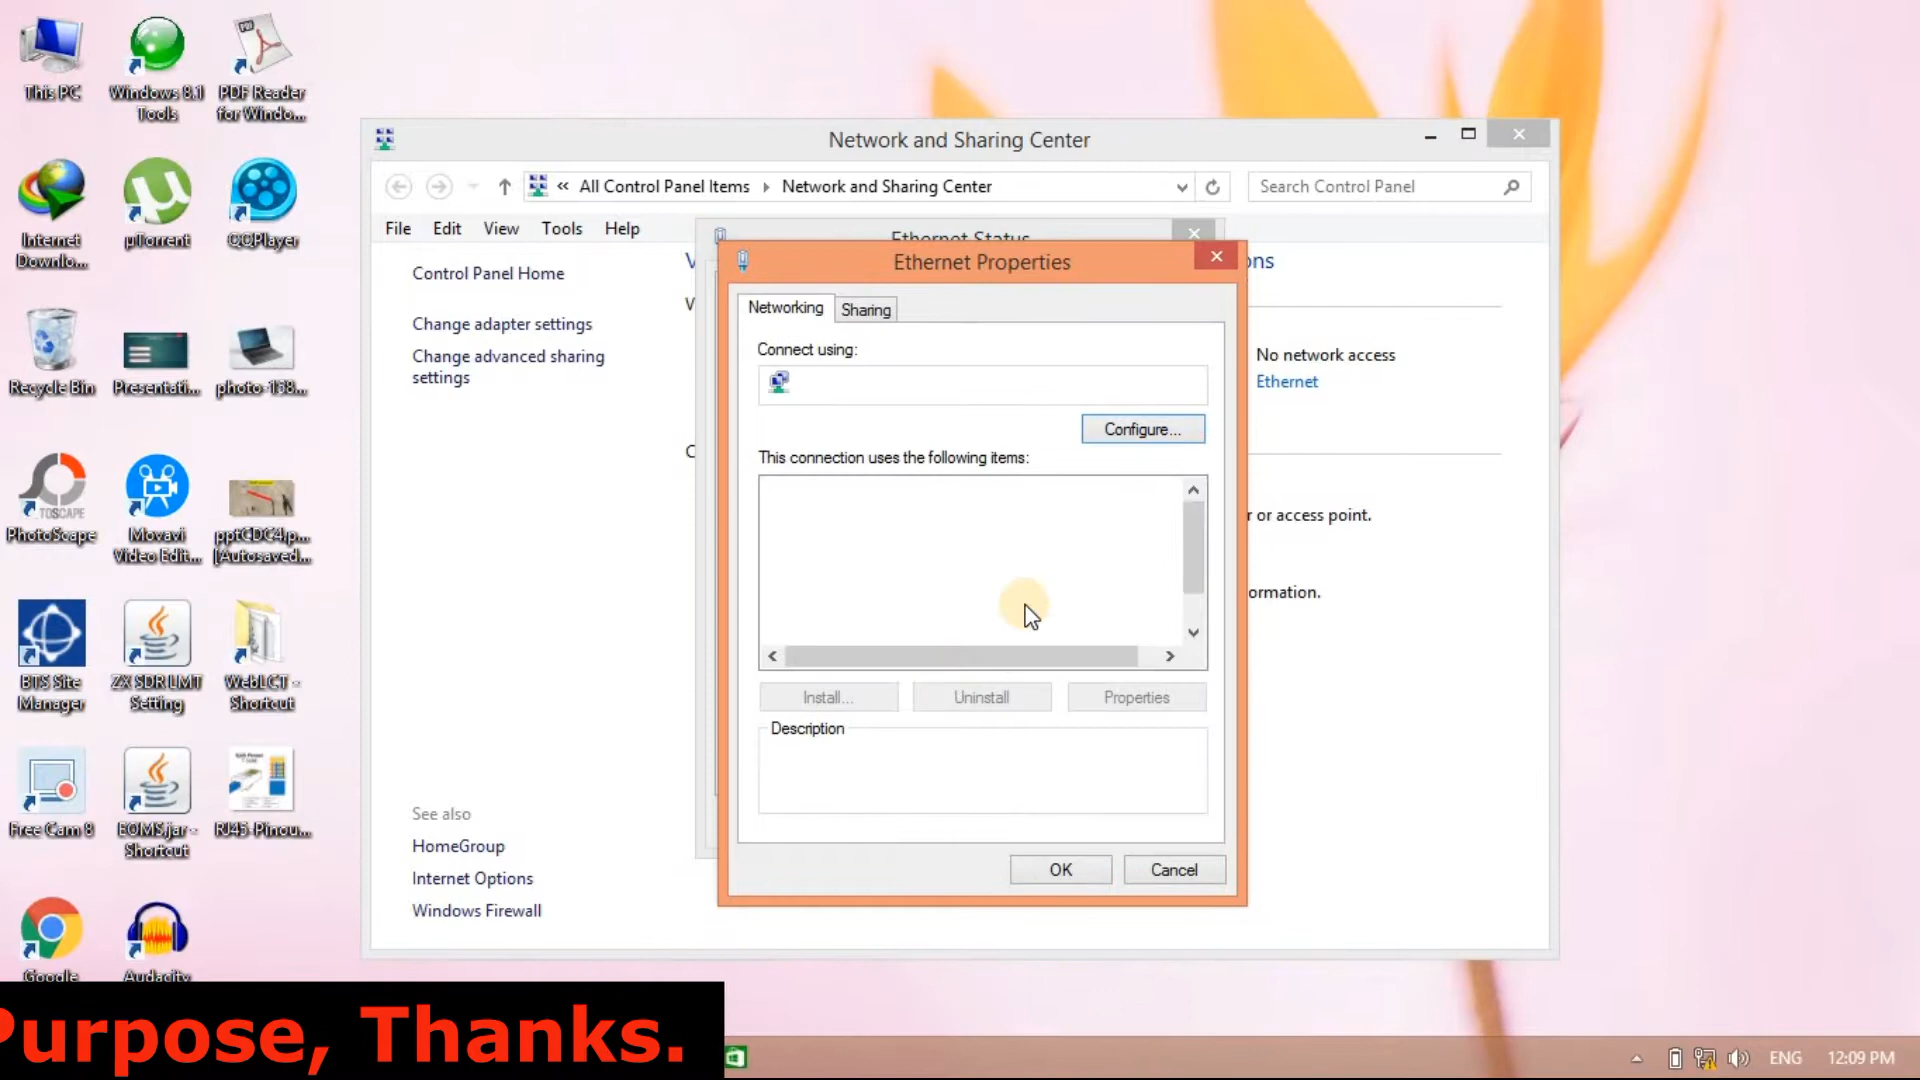 This PC
Windows 8.1
Tools
PDF Reader
for Windo...
Internet
Downlo...
µTorrent
QQPlayer
Recycle Bin
Presentati...
photo-168...
TOSCAPE
PhotoScape
Movavi
Video Edit...
pptCDC4.p...
[Autosaved...
BTS Site
Manager
ZX SDR LMT
Setting
WebLCT -
Shortcut
Free Cam 8
EOMS.jar -
Shortcut
RJ45-Pinou...
Google
Audacity
Network and Sharing Center
« All Control Panel Items Network and Sharing Center
Search Control Panel
File Edit View Tools Help
Control Panel Home
Change adapter settings
Change advanced sharing
settings
See also
HomeGroup
Internet Options
Windows Firewall
ons
No network access
Ethernet
r or access point.
ormation.
Ethernet Status
Ethernet Properties
Networking Sharing
Connect using:
Configure...
This connection uses the following items:
Install... Uninstall Properties
Description
OK Cancel
Purpose, Thanks.
ENG 12:09 PM